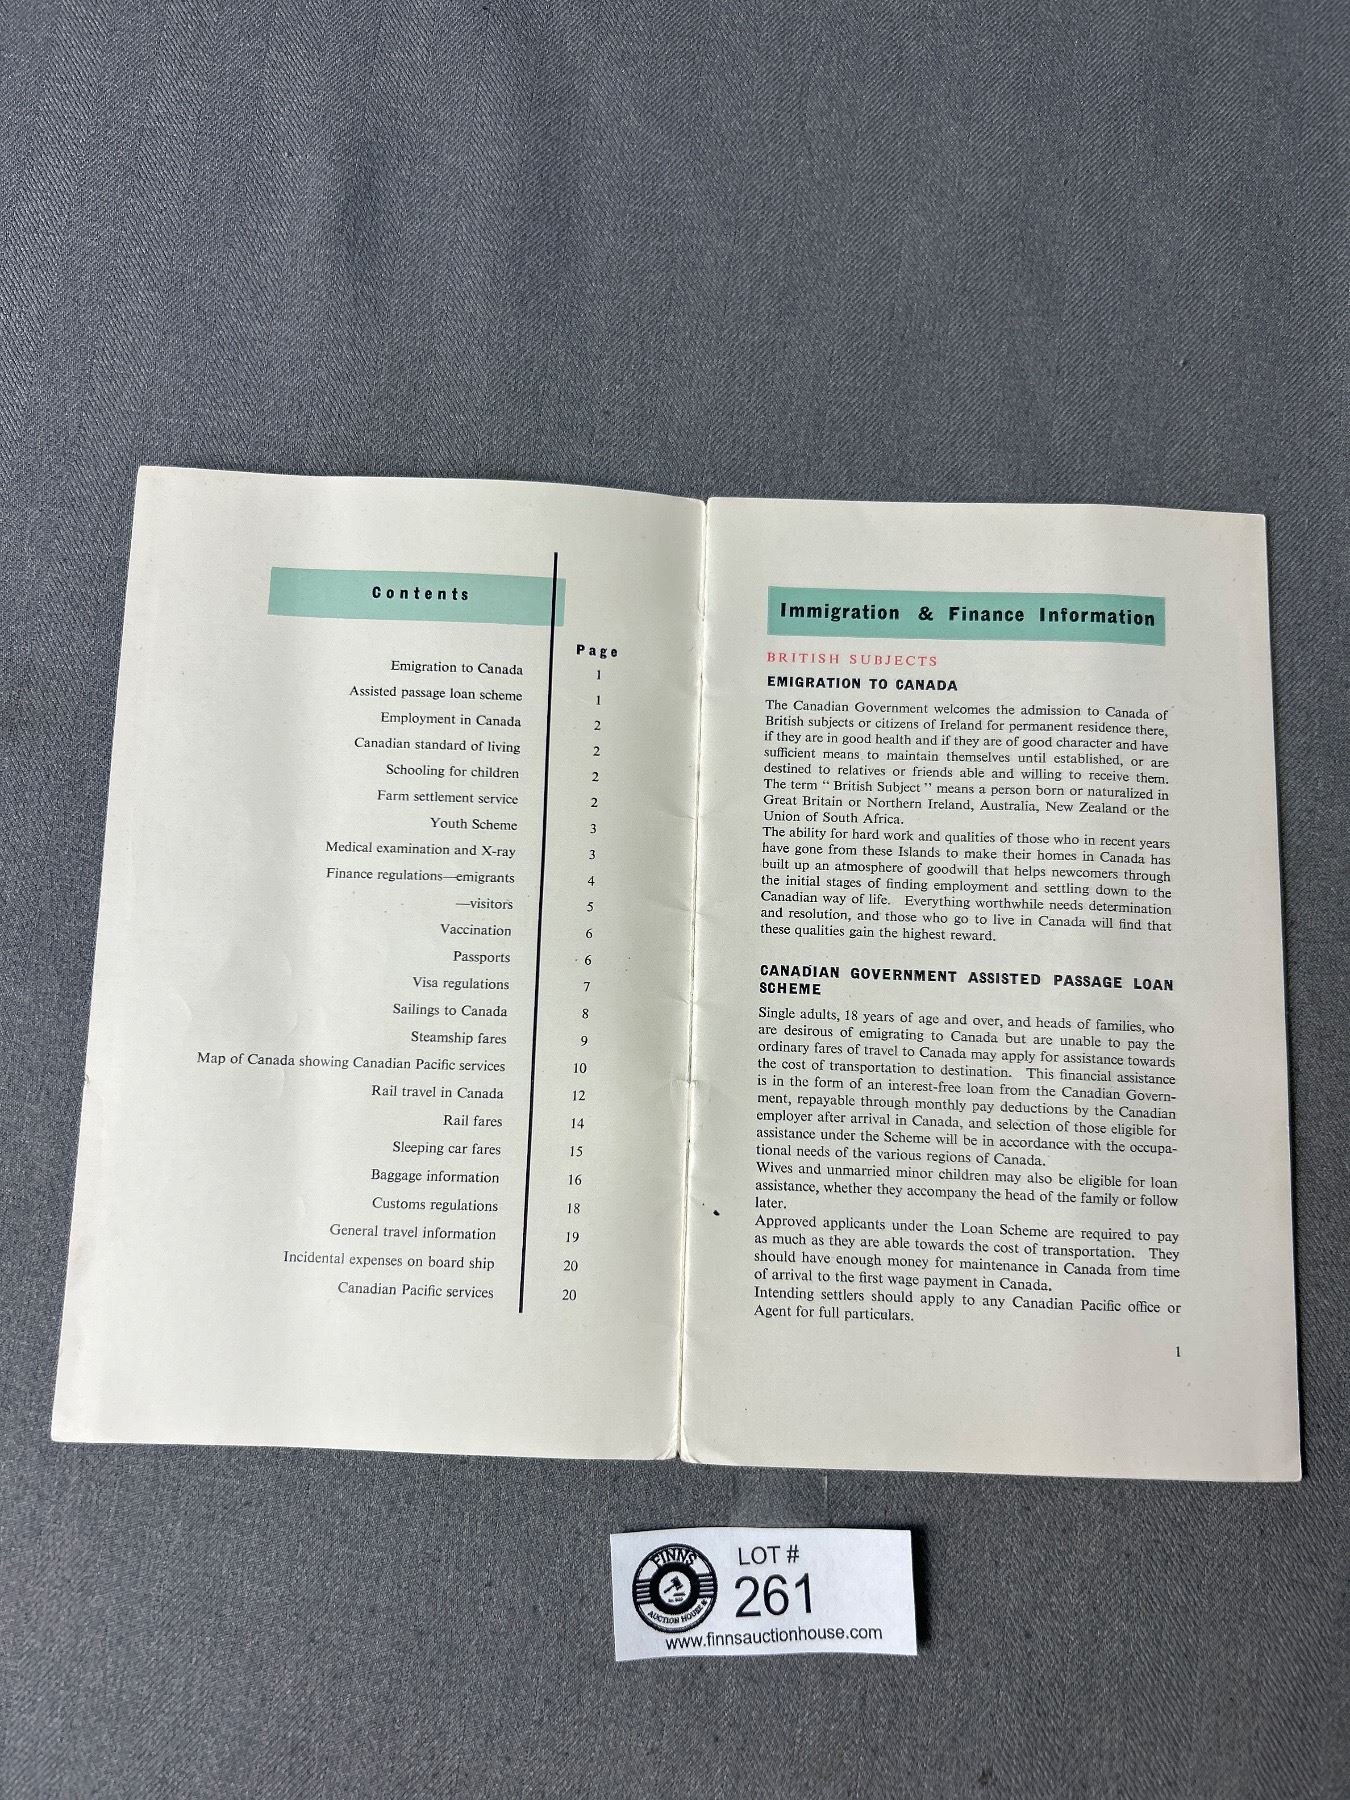 Contents
Page
Emigration to Canada 1
Assisted passage loan scheme 1
Employment in Canada 2
Canadian standard of living 2
Schooling for children 2
Farm settlement service 2
Youth Scheme 3
Medical examination and X-ray 3
Finance regulations—emigrants 4
—visitors 5
Vaccination 6
Passports 6
Visa regulations 7
Sailings to Canada 8
Steamship fares 9
Map of Canada showing Canadian Pacific services 10
Rail travel in Canada 12
Rail fares 14
Sleeping car fares 15
Baggage information 16
Customs regulations 18
General travel information 19
Incidental expenses on board ship 20
Canadian Pacific services 20
Immigration & Finance Information
BRITISH SUBJECTS
EMIGRATION TO CANADA
The Canadian Government welcomes the admission to Canada of
British subjects or citizens of Ireland for permanent residence there,
if they are in good health and if they are of good character and have
sufficient means to maintain themselves until established, or are
destined to relatives or friends able and willing to receive them.
The term " British Subject " means a person born or naturalized in
Great Britain or Northern Ireland, Australia, New Zealand or the
Union of South Africa.
The ability for hard work and qualities of those who in recent years
have gone from these Islands to make their homes in Canada has
built up an atmosphere of goodwill that helps newcomers through
the initial stages of finding employment and settling down to the
Canadian way of life. Everything worthwhile needs determination
and resolution, and those who go to live in Canada will find that
these qualities gain the highest reward.
CANADIAN GOVERNMENT ASSISTED PASSAGE LOAN
SCHEME
Single adults, 18 years of age and over, and heads of families, who
are desirous of emigrating to Canada but are unable to pay the
ordinary fares of travel to Canada may apply for assistance towards
the cost of transportation to destination. This financial assistance
is in the form of an interest-free loan from the Canadian Govern-
ment, repayable through monthly pay deductions by the Canadian
employer after arrival in Canada, and selection of those eligible for
assistance under the Scheme will be in accordance with the occupa-
tional needs of the various regions of Canada.
Wives and unmarried minor children may also be eligible for loan
assistance, whether they accompany the head of the family or follow
later.
Approved applicants under the Loan Scheme are required to pay
as much as they are able towards the cost of transportation. They
should have enough money for maintenance in Canada from time
of arrival to the first wage payment in Canada.
Intending settlers should apply to any Canadian Pacific office or
Agent for full particulars.
1
FINNS
AUCTION HOUSE
LOT #
261
www.finnsauctionhouse.com